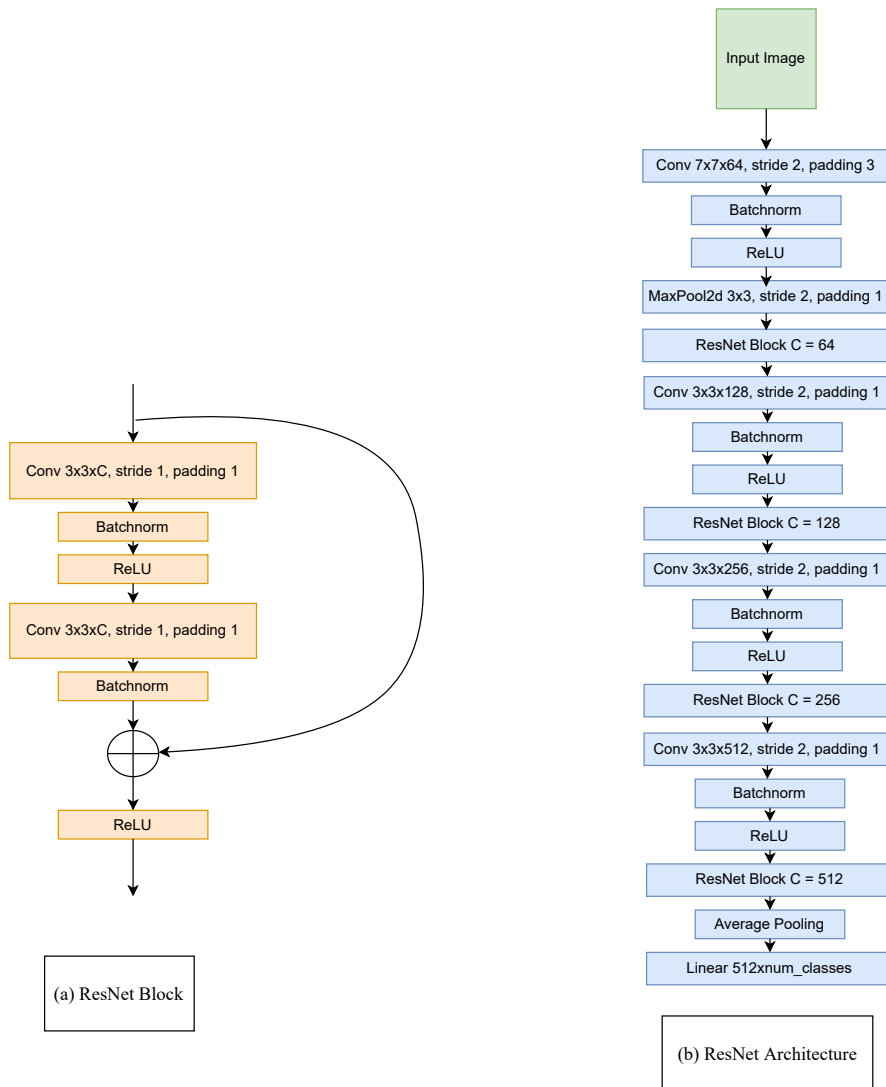 Conv 3x3xC, stride 1, padding 1
Batchnorm
ReLU
Conv 3x3xC, stride 1, padding 1
Batchnorm
ReLU
(a) ResNet Block
Input Image
Conv 7x7x64, stride 2, padding 3
Batchnorm
ReLU
MaxPool2d 3x3, stride 2, padding 1
ResNet Block C = 64
Conv 3x3x128, stride 2, padding 1
Batchnorm
ReLU
ResNet Block C = 128
Conv 3x3x256, stride 2, padding 1
Batchnorm
ReLU
ResNet Block C = 256
Conv 3x3x512, stride 2, padding 1
Batchnorm
ReLU
ResNet Block C = 512
Average Pooling
Linear 512xnum_classes
(b) ResNet Architecture